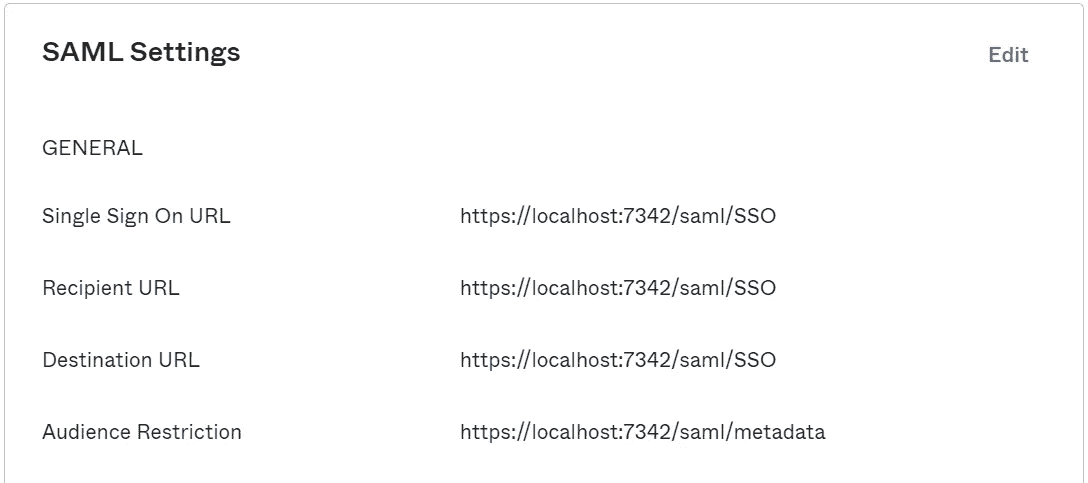 SAML Settings
Edit
GENERAL
Single Sign On URL https://localhost:7342/saml/SSO
Recipient URL https://localhost:7342/saml/SSO
Destination URL https://localhost:7342/saml/SSO
Audience Restriction https://localhost:7342/saml/metadata